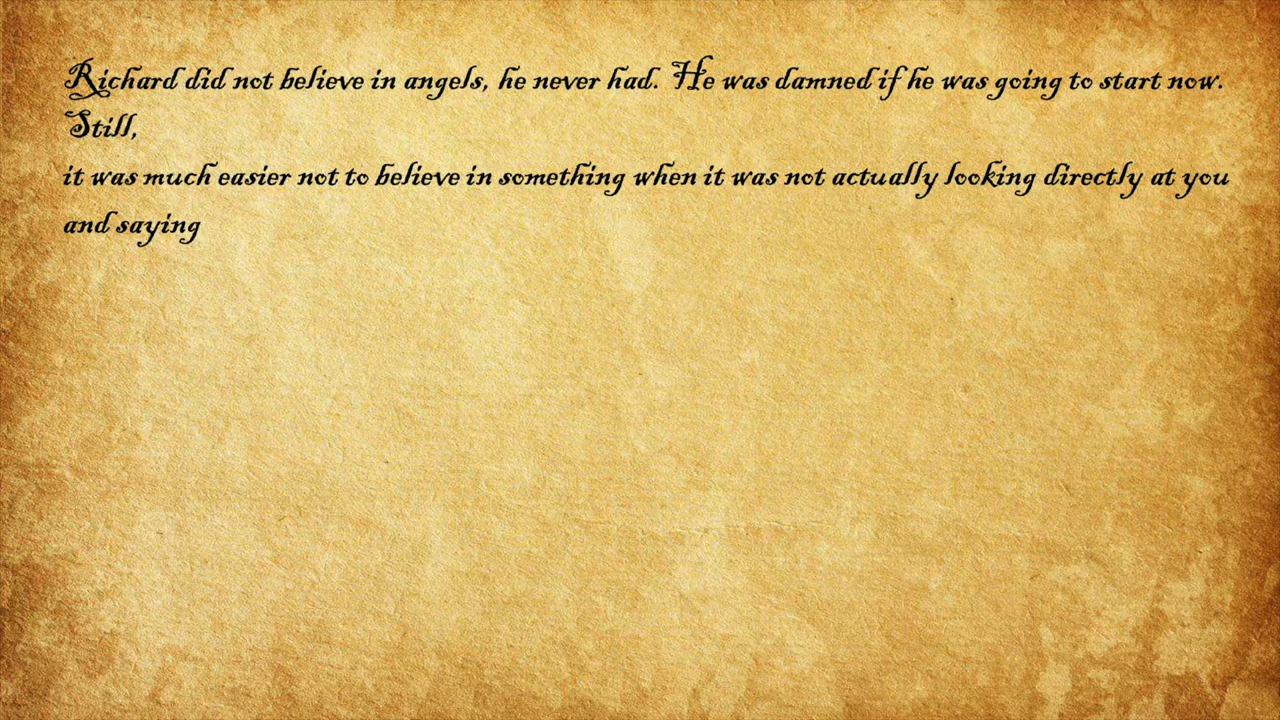 Richard did not believe in angels, he never had. He was damned if he was going to start now.
Still,
it was much easier not to believe in something when it was not actually looking directly at you
and saying